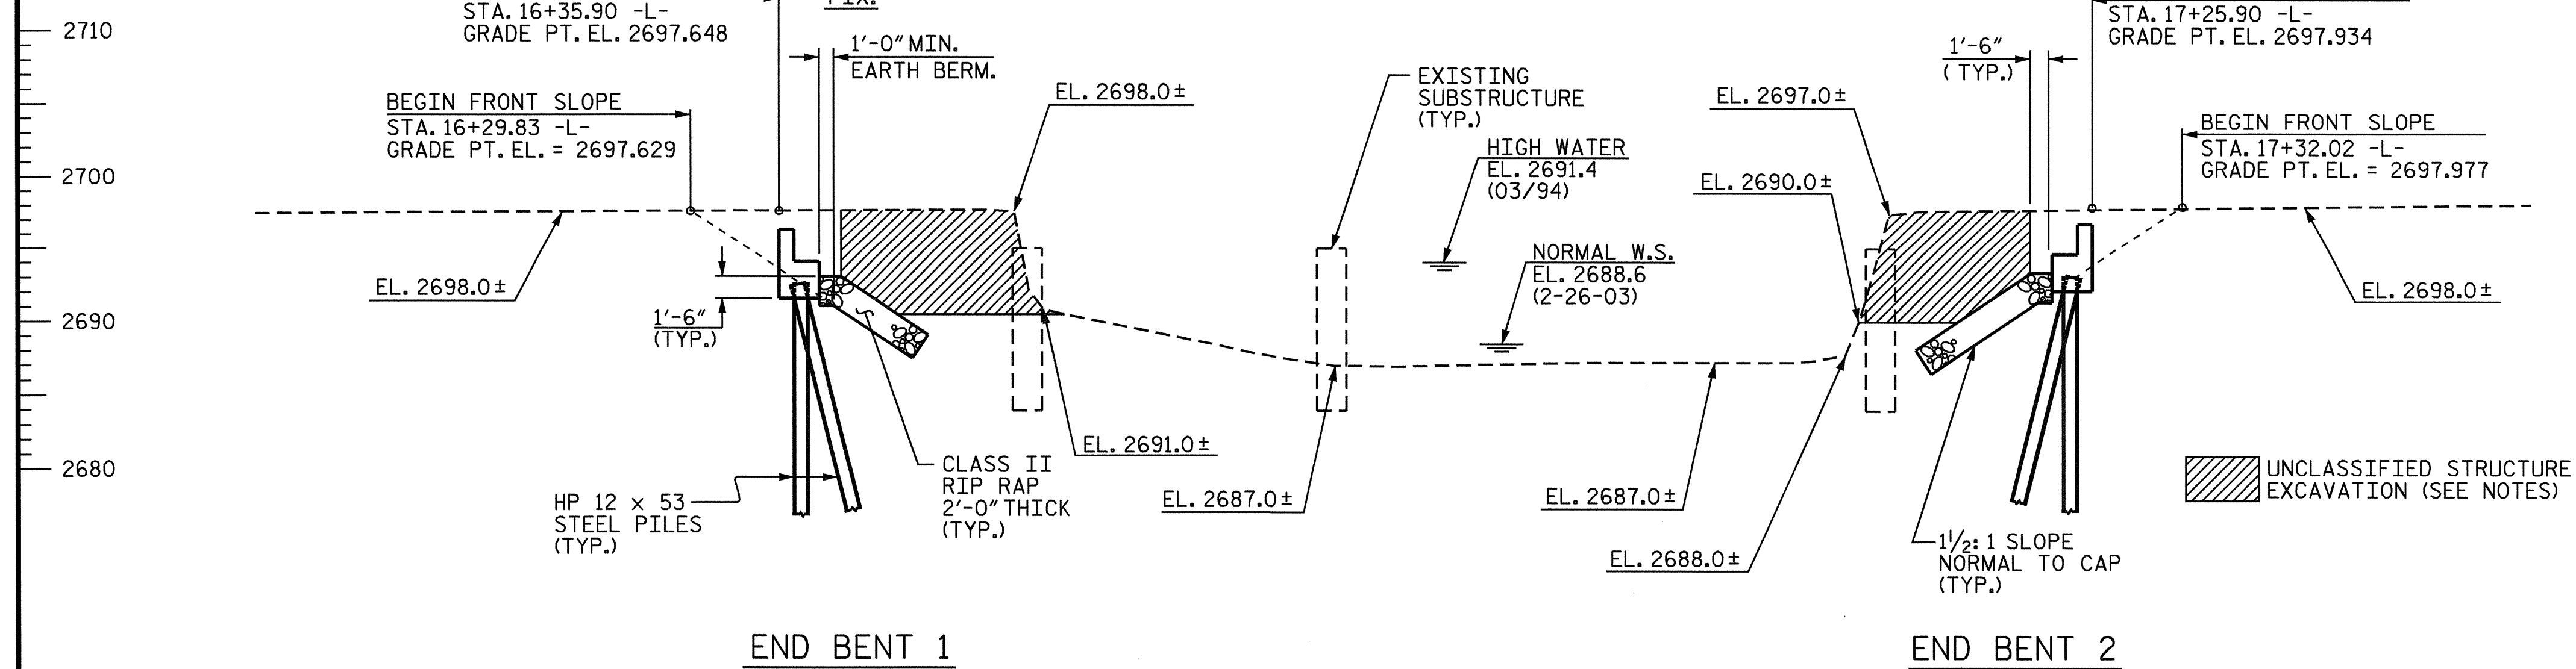 2710
2700
2690
2680
STA. 16+35.90 -L-
GRADE PT. EL. 2697.648
FIX.
1'-0" MIN.
EARTH BERM.
BEGIN FRONT SLOPE
STA. 16+29.83 -L-
GRADE PT. EL. = 2697.629
EL. 2698.0±
EL. 2698.0±
1'-6"
(TYP.)
HP 12 x 53
STEEL PILES
(TYP.)
CLASS II
RIP RAP
2'-0" THICK
(TYP.)
EL. 2691.0±
EXISTING
SUBSTRUCTURE
(TYP.)
HIGH WATER
EL. 2691.4
(03/94)
NORMAL W.S.
EL. 2688.6
(2-26-03)
EL. 2687.0±
EL. 2687.0±
EL. 2688.0±
EL. 2697.0±
EL. 2690.0±
1'-6"
(TYP.)
STA. 17+25.90 -L-
GRADE PT. EL. 2697.934
BEGIN FRONT SLOPE
STA. 17+32.02 -L-
GRADE PT. EL. = 2697.977
EL. 2698.0±
1 1/2:1 SLOPE
NORMAL TO CAP
(TYP.)
UNCLASSIFIED STRUCTURE
EXCAVATION (SEE NOTES)
END BENT 1
END BENT 2